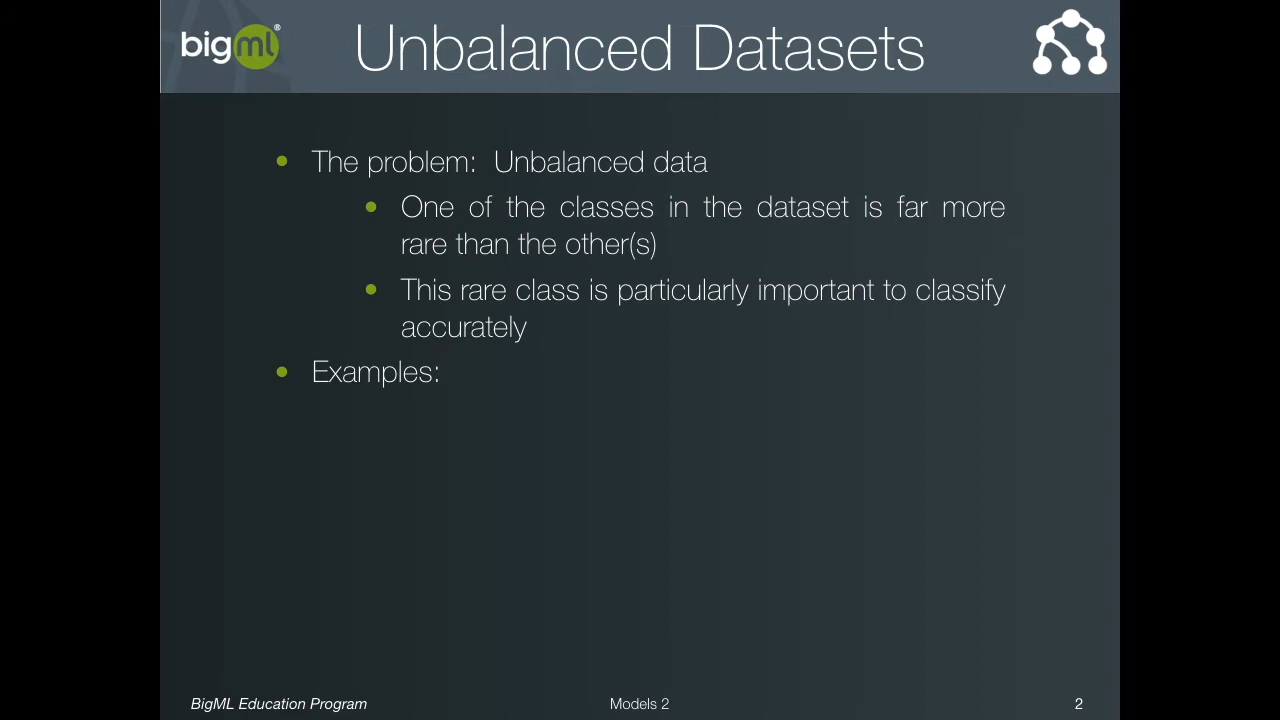 bigml®
Unbalanced Datasets
• The problem: Unbalanced data
• One of the classes in the dataset is far more
rare than the other(s)
• This rare class is particularly important to classify
accurately
• Examples:
BigML Education Program
Models 2
2